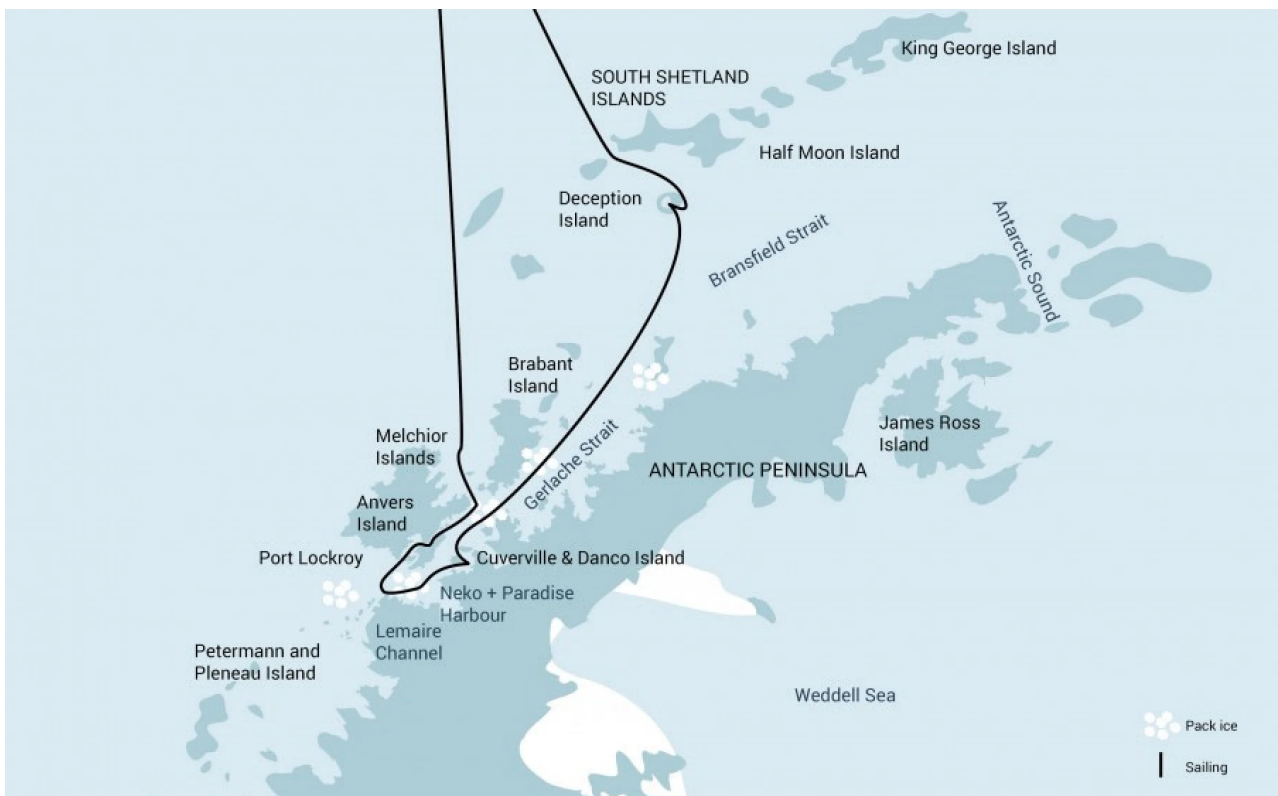 King George Island
SOUTH SHETLAND
ISLANDS
Half Moon Island
Deception
Island
Bransfield Strait
Antarctic Sound
Brabant
Island
Melchior
Islands
James Ross
Island
Gerlache Strait
ANTARCTIC PENINSULA
Anvers
Island
Port Lockroy
Cuverville & Danco Island
Neko + Paradise
Harbour
Lemaire
Channel
Petermann and
Pleneau Island
Weddell Sea
Pack ice
Sailing